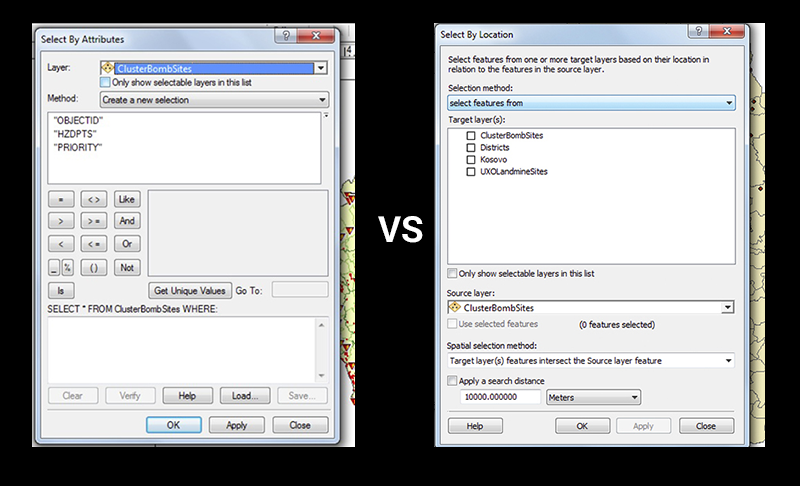 Select By Attributes
Layer: ClusterBombSites
Only show selectable layers in this list
Method: Create a new selection
"OBJECTID"
"HZDPTS"
"PRIORITY"
= < > Like
> > = And
< < = Or
_ % ( ) Not
Is Get Unique Values Go To:
SELECT * FROM ClusterBombSites WHERE:
Clear Verify Help Load... Save...
OK Apply Close
VS
Select By Location
Select features from one or more target layers based on their location in
relation to the features in the source layer.
Selection method:
select features from
Target layer(s):
ClusterBombSites
Districts
Kosovo
UXOLandmineSites
Only show selectable layers in this list
Source layer:
ClusterBombSites
Use selected features (0 features selected)
Spatial selection method:
Target layer(s) features intersect the Source layer feature
Apply a search distance
10000.000000 Meters
Help OK Apply Close